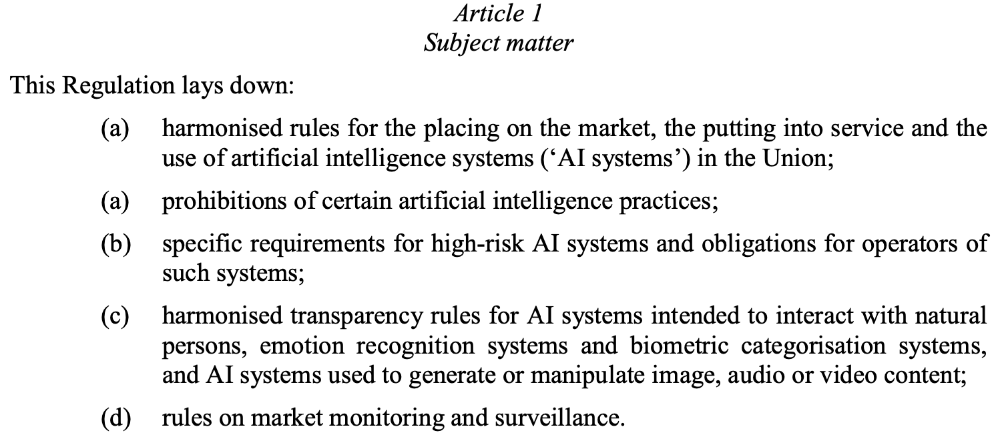 Article 1
Subject matter
This Regulation lays down:
(a) harmonised rules for the placing on the market, the putting into service and the
use of artificial intelligence systems (‘AI systems’) in the Union;
(a) prohibitions of certain artificial intelligence practices;
(b) specific requirements for high-risk AI systems and obligations for operators of
such systems;
(c) harmonised transparency rules for AI systems intended to interact with natural
persons, emotion recognition systems and biometric categorisation systems,
and AI systems used to generate or manipulate image, audio or video content;
(d) rules on market monitoring and surveillance.